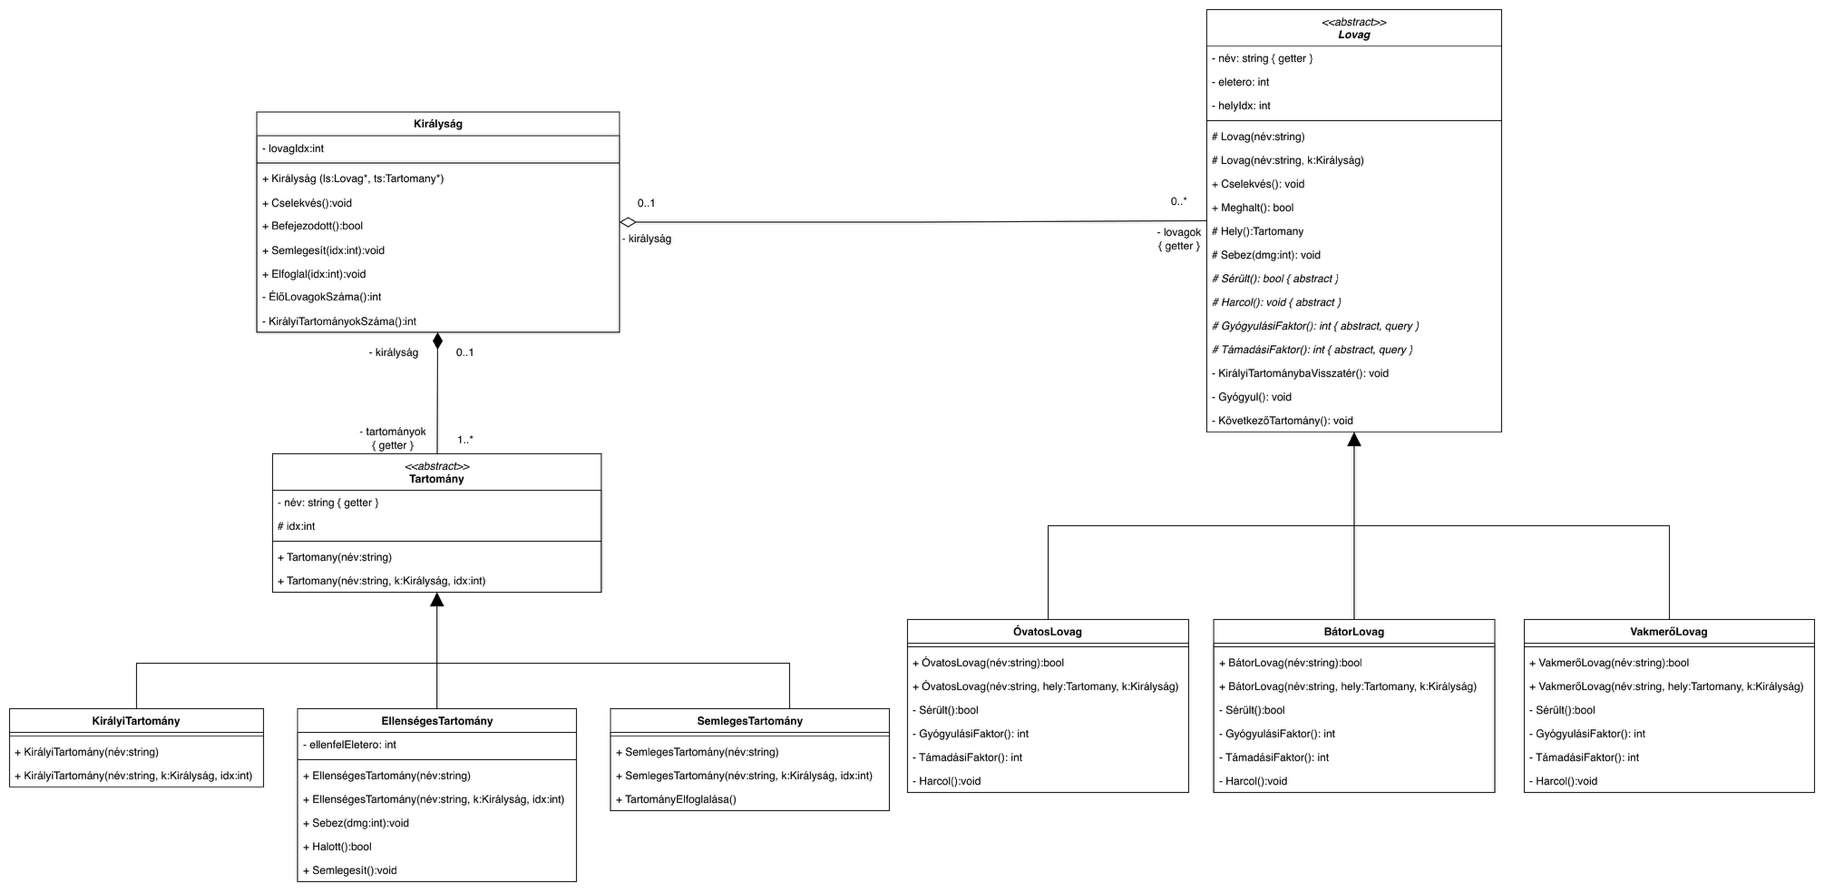 <<abstract>>
Lovag
- név: string { getter }
- eletero: int
- helyIdx: int
# Lovag(név:string)
# Lovag(név:string, k:Királyság)
+ Cselekvés(): void
+ Meghalt(): bool
# Hely():Tartomany
# Sebez(dmg:int): void
# Sérült(): bool { abstract }
# Harcol(): void { abstract }
# GyógyulásiFaktor(): int { abstract, query }
# TámadásiFaktor(): int { abstract, query }
- KirályiTartománybaVisszatér(): void
- Gyógyul(): void
- KövetkezőTartomány(): void
Királyság
- lovagIdx:int
+ Királyság (ls:Lovag*, ts:Tartomany*)
+ Cselekvés():void
+ Befejezodott():bool
+ Semlegesít(idx:int):void
+ Elfoglal(idx:int):void
- ÉlőLovagokSzáma():int
- KirályiTartományokSzáma():int
0..1
- királyság
0..*
- lovagok
{ getter }
- királyság
0..1
- tartományok
{ getter }
1..*
<<abstract>>
Tartomány
- név: string { getter }
# idx:int
+ Tartomany(név:string)
+ Tartomany(név:string, k:Királyság, idx:int)
KirályiTartomány
+ KirályiTartomány(név:string)
+ KirályiTartomány(név:string, k:Királyság, idx:int)
EllenségesTartomány
- ellenfelEletero: int
+ EllenségesTartomány(név:string)
+ EllenségesTartomány(név:string, k:Királyság, idx:int)
+ Sebez(dmg:int):void
+ Halott():bool
+ Semlegesít():void
SemlegesTartomány
+ SemlegesTartomány(név:string)
+ SemlegesTartomány(név:string, k:Királyság, idx:int)
+ TartományElfoglalása()
ÓvatosLovag
+ ÓvatosLovag(név:string):bool
+ ÓvatosLovag(név:string, hely:Tartomany, k:Királyság)
- Sérült():bool
- GyógyulásiFaktor(): int
- TámadásiFaktor(): int
- Harcol():void
BátorLovag
+ BátorLovag(név:string):bool
+ BátorLovag(név:string, hely:Tartomany, k:Királyság)
- Sérült():bool
- GyógyulásiFaktor(): int
- TámadásiFaktor(): int
- Harcol():void
VakmerőLovag
+ VakmerőLovag(név:string):bool
+ VakmerőLovag(név:string, hely:Tartomany, k:Királyság)
- Sérült():bool
- GyógyulásiFaktor(): int
- TámadásiFaktor(): int
- Harcol():void